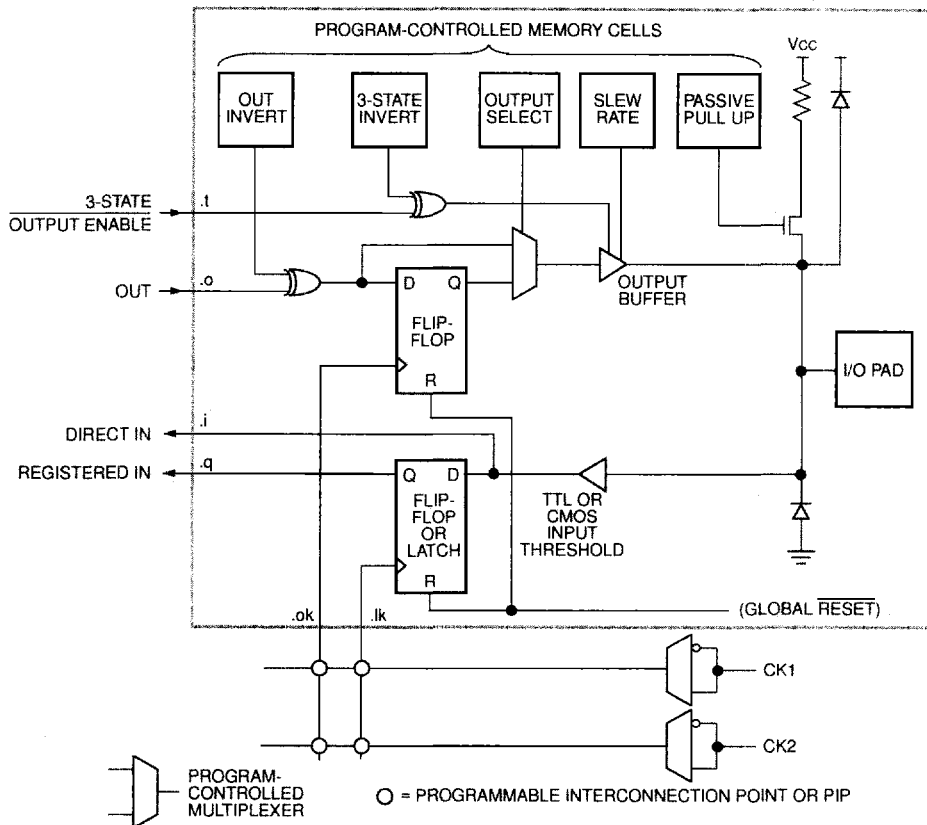 PROGRAM-CONTROLLED MEMORY CELLS
VCC
OUT
INVERT
3-STATE
INVERT
OUTPUT
SELECT
SLEW
RATE
PASSIVE
PULL UP
3-STATE
OUTPUT ENABLE
.t
OUT
.o
D
Q
FLIP-
FLOP
R
OUTPUT
BUFFER
I/O PAD
DIRECT IN
.i
REGISTERED IN
.q
Q
D
FLIP-
FLOP
OR
LATCH
R
TTL OR
CMOS
INPUT
THRESHOLD
.ok
.lk
(GLOBAL RESET)
CK1
CK2
PROGRAM-
CONTROLLED
MULTIPLEXER
= PROGRAMMABLE INTERCONNECTION POINT OR PIP